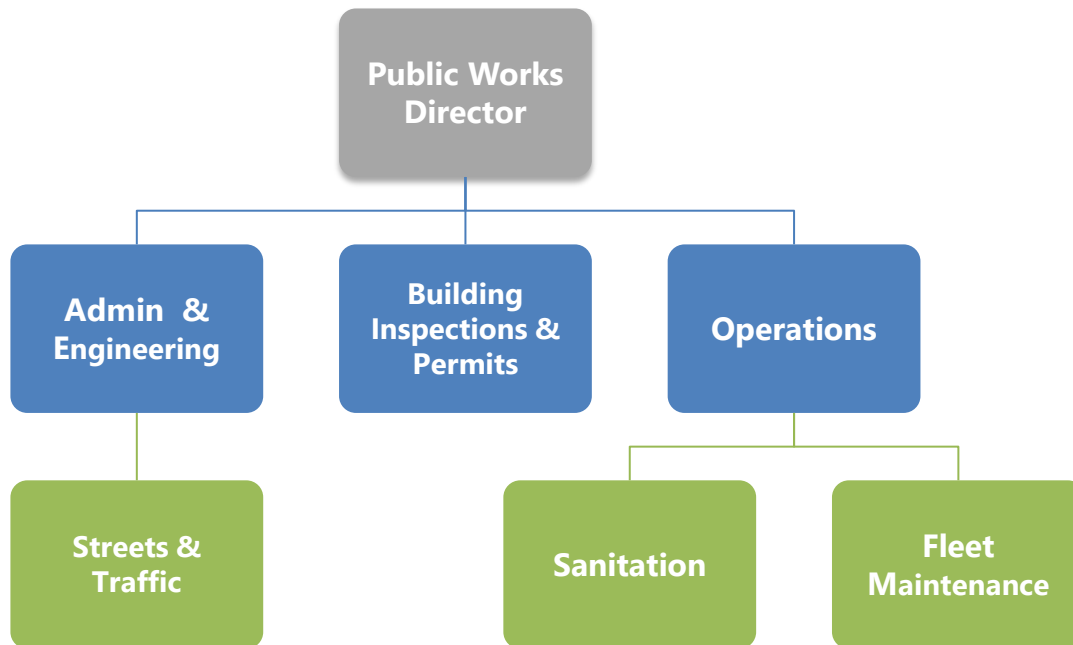 Public Works
Director
Admin  &
Engineering
Building
Inspections &
Permits
Operations
Streets &
Traffic
Sanitation
Fleet
Maintenance